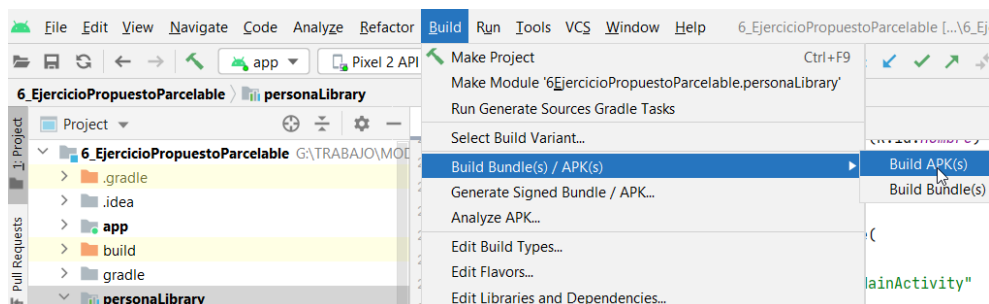 File Edit View Navigate Code Analyze Refactor Build Run Tools VCS Window Help 6_EjercicioPropuestoParcelable [...\6_Ej
app Pixel 2 API
6_EjercicioPropuestoParcelable personaLibrary
1: Project
Pull Requests
Project
6_EjercicioPropuestoParcelable G:\TRABAJO\MOD
.gradle
.idea
app
build
gradle
personaLibrary
Make Project Ctrl+F9
Make Module '6EjercicioPropuestoParcelable.personaLibrary'
Run Generate Sources Gradle Tasks
Select Build Variant...
Build Bundle(s) / APK(s)
Generate Signed Bundle / APK...
Analyze APK...
Edit Build Types...
Edit Flavors...
Edit Libraries and Dependencies...
Build APK(s)
Build Bundle(s)
(
MainActivity"